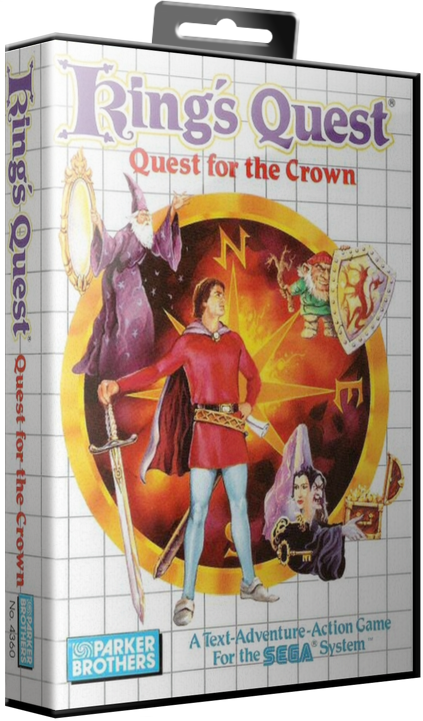 King's Quest®
Quest for the Crown
N
E
S
A Text-Adventure-Action Game
For the SEGA® System™
PARKER
BROTHERS
King's Quest
Quest for the Crown
No. 4360
PARKER
BROTHERS